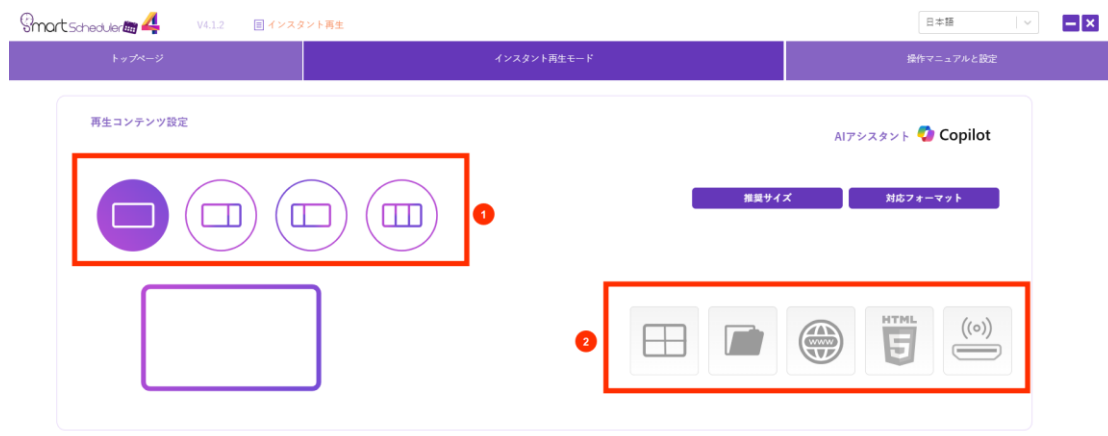 Smart Scheduler 4 V4.1.2 インスタント再生 日本語
トップページ インスタント再生モード 操作マニュアルと設定
再生コンテンツ設定
AIアシスタント Copilot
推奨サイズ 対応フォーマット
1
2
WWW
HTML
5